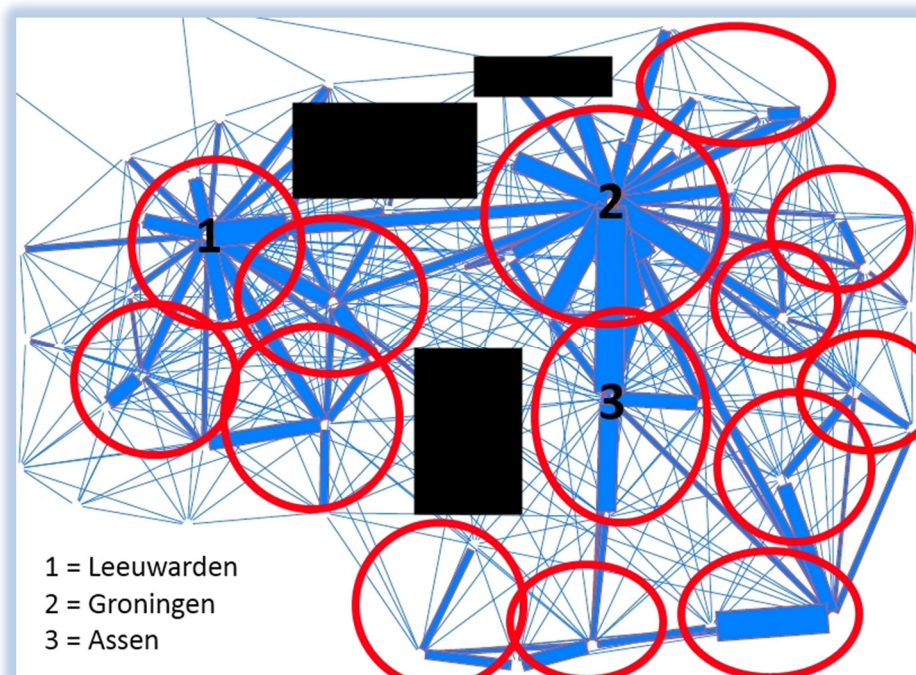 1
2
3
1 = Leeuwarden
2 = Groningen
3 = Assen